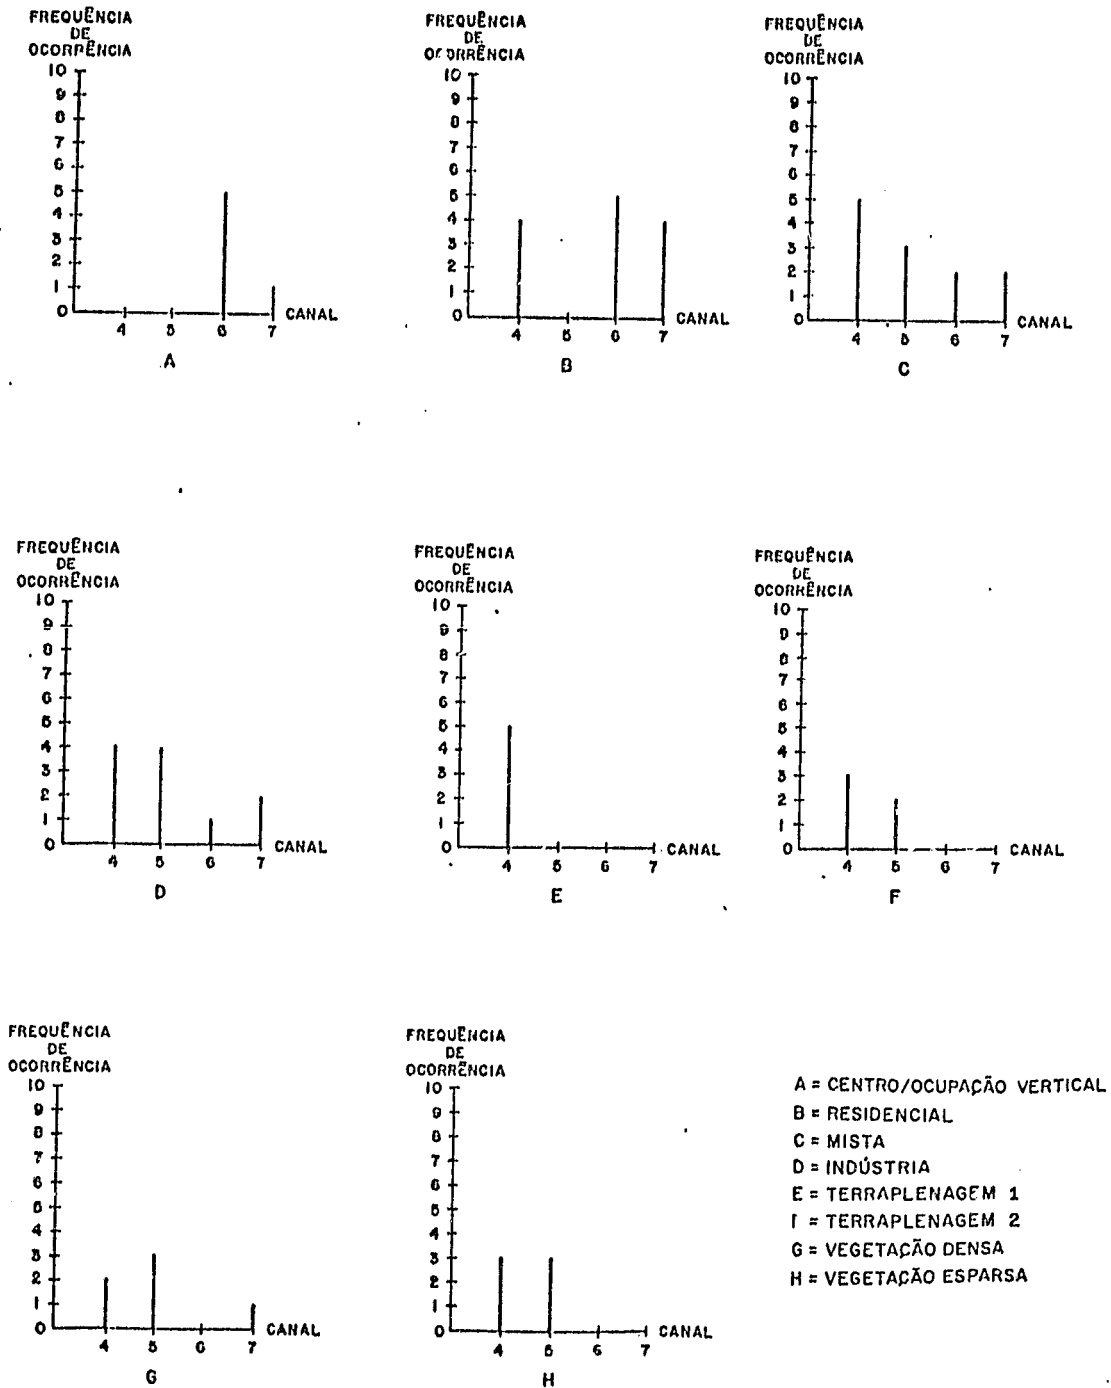 FREQUÊNCIA
DE
OCORRÊNCIA
10
9
8
7
6
5
4
3
2
1
0
4 5 6 7 CANAL
A
FREQUÊNCIA
DE
OCORRÊNCIA
10
9
8
7
6
5
4
3
2
1
0
4 5 6 7 CANAL
B
FREQUÊNCIA
DE
OCORRÊNCIA
10
9
8
7
6
5
4
3
2
1
0
4 5 6 7 CANAL
C
FREQUÊNCIA
DE
OCORRÊNCIA
10
9
8
7
6
5
4
3
2
1
0
4 5 6 7 CANAL
D
FREQUÊNCIA
DE
OCORRÊNCIA
10
9
8
7
6
5
4
3
2
1
0
4 5 6 7 CANAL
E
FREQUÊNCIA
DE
OCORRÊNCIA
10
9
8
7
6
5
4
3
2
1
0
4 5 6 7 CANAL
F
FREQUÊNCIA
DE
OCORRÊNCIA
10
9
8
7
6
5
4
3
2
1
0
4 5 6 7 CANAL
G
FREQUÊNCIA
DE
OCORRÊNCIA
10
9
8
7
6
5
4
3
2
1
0
4 5 6 7 CANAL
H
A = CENTRO/OCUPAÇÃO VERTICAL
B = RESIDENCIAL
C = MISTA
D = INDÚSTRIA
E = TERRAPLENAGEM 1
F = TERRAPLENAGEM 2
G = VEGETAÇÃO DENSA
H = VEGETAÇÃO ESPARSA